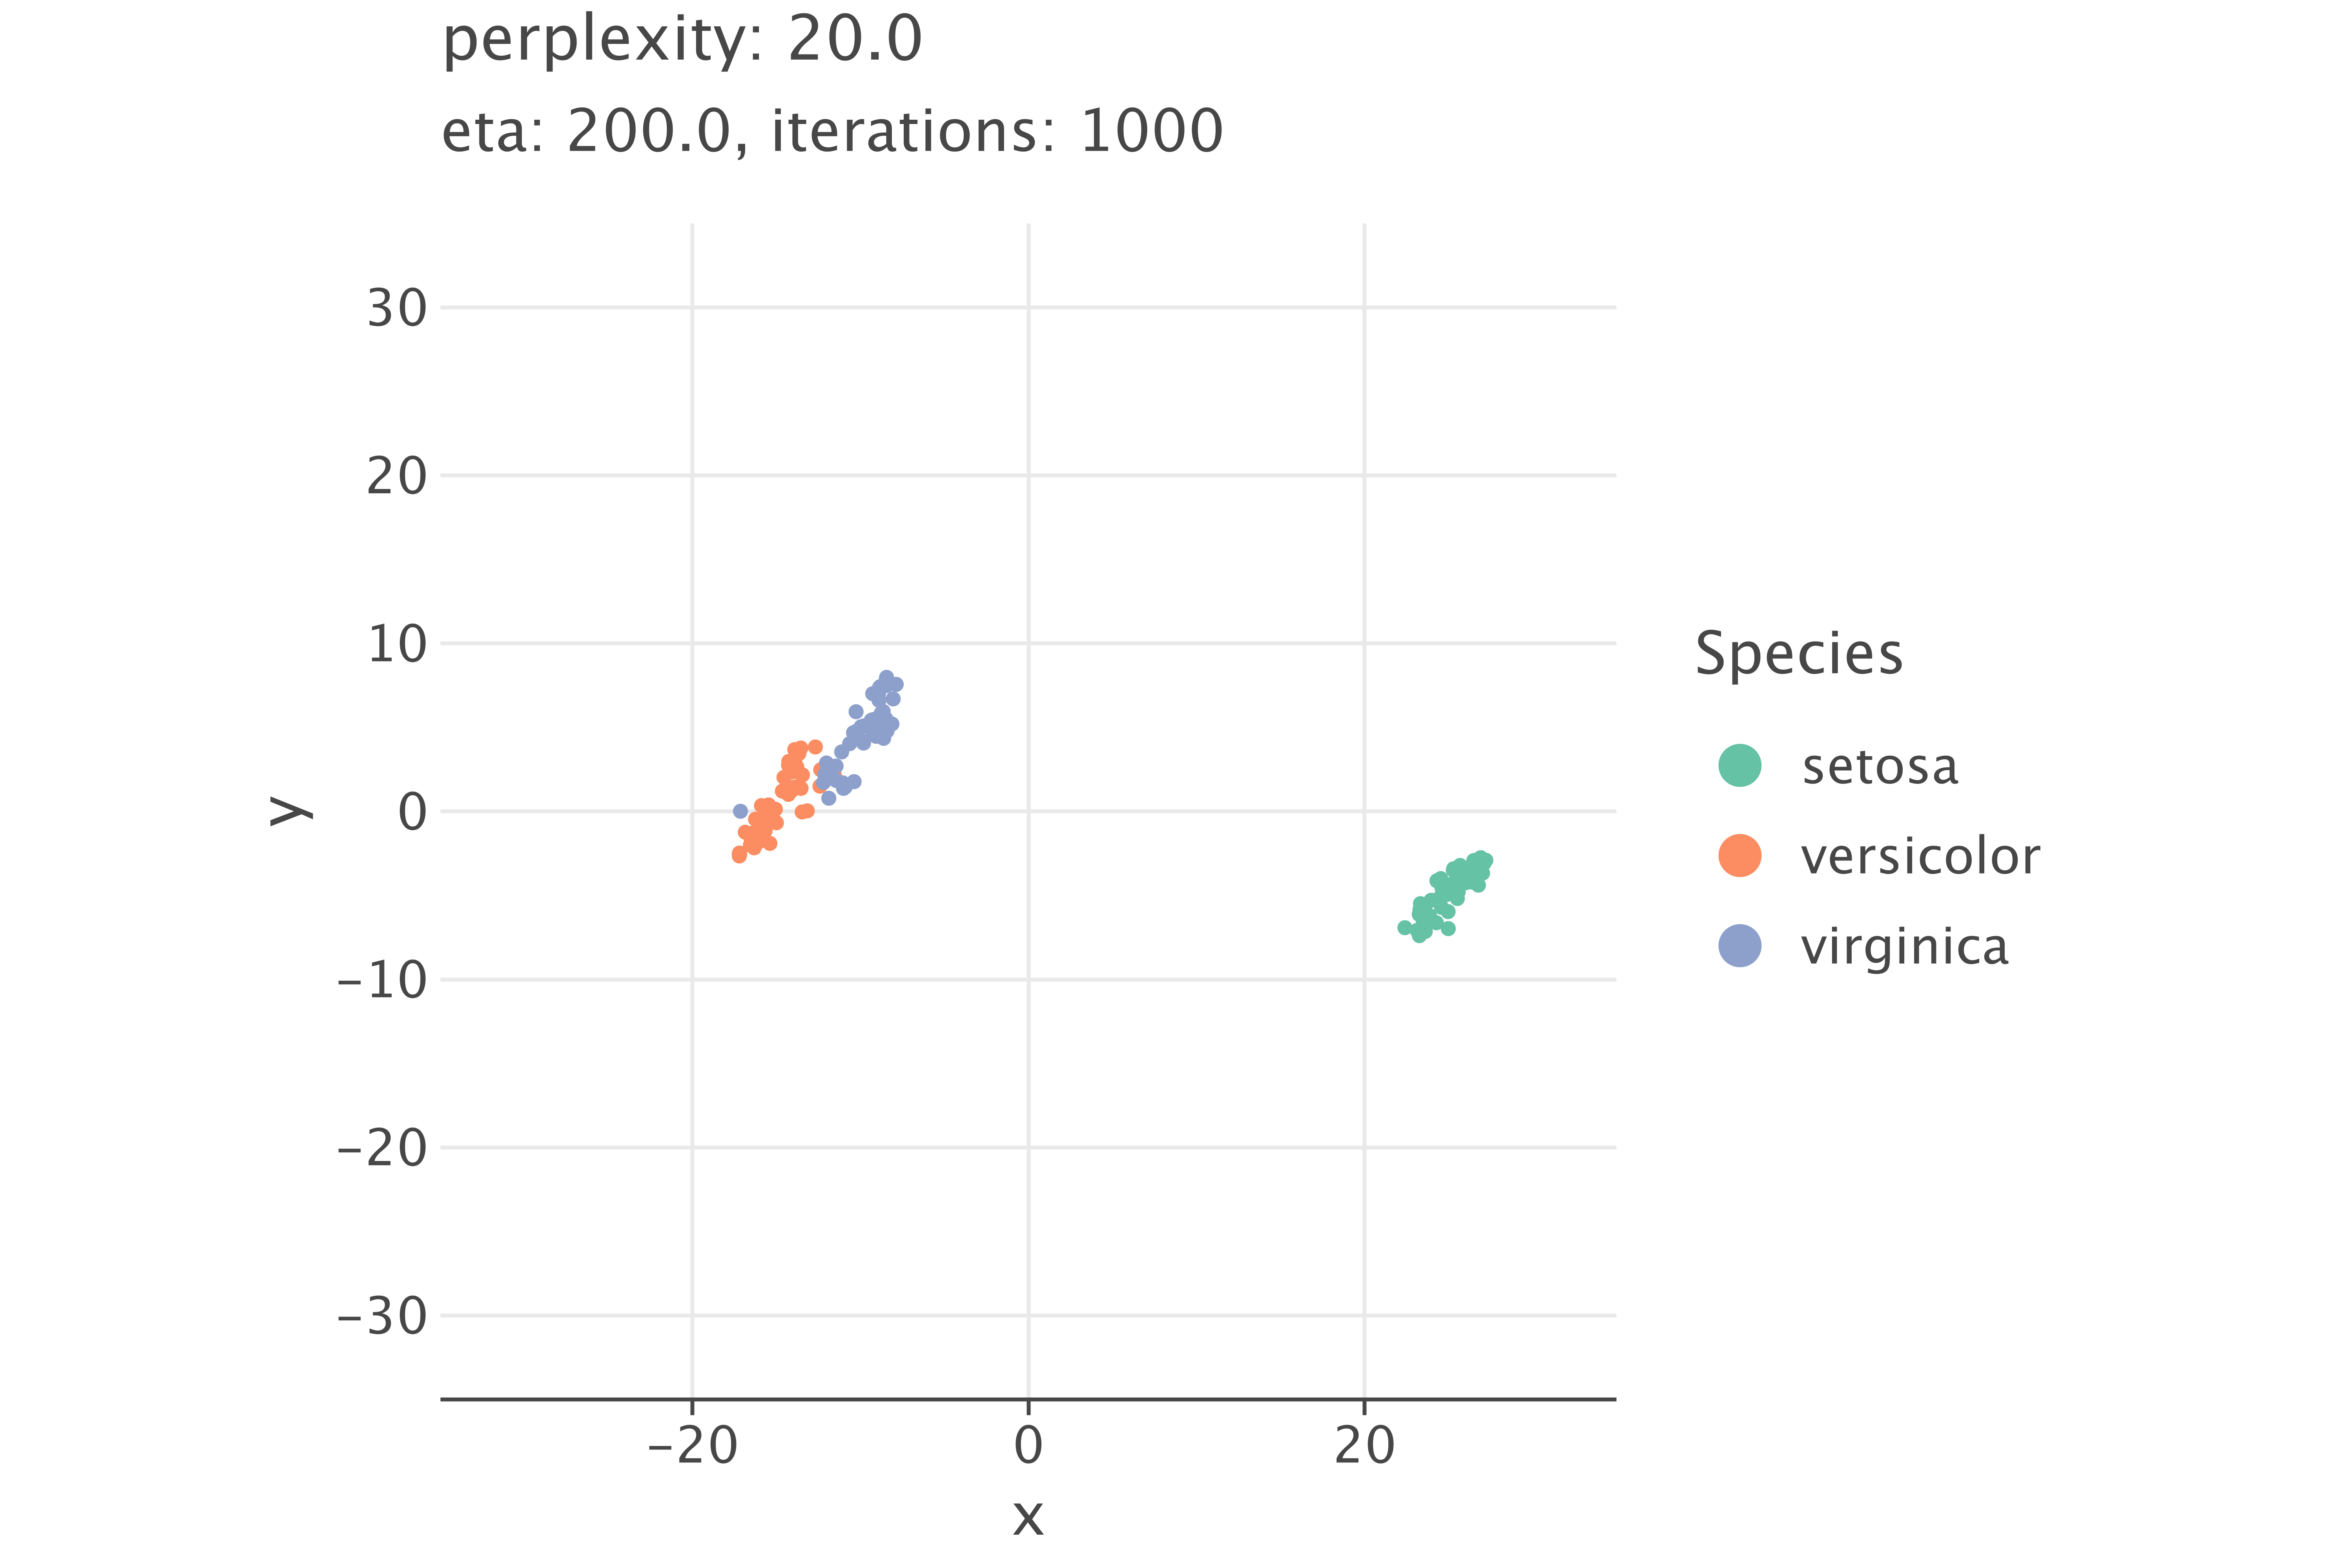 perplexity: 20.0
eta: 200.0, iterations: 1000
30
20
10
0
−10
−20
−30
y
−20 0 20
x
Species
setosa
versicolor
virginica